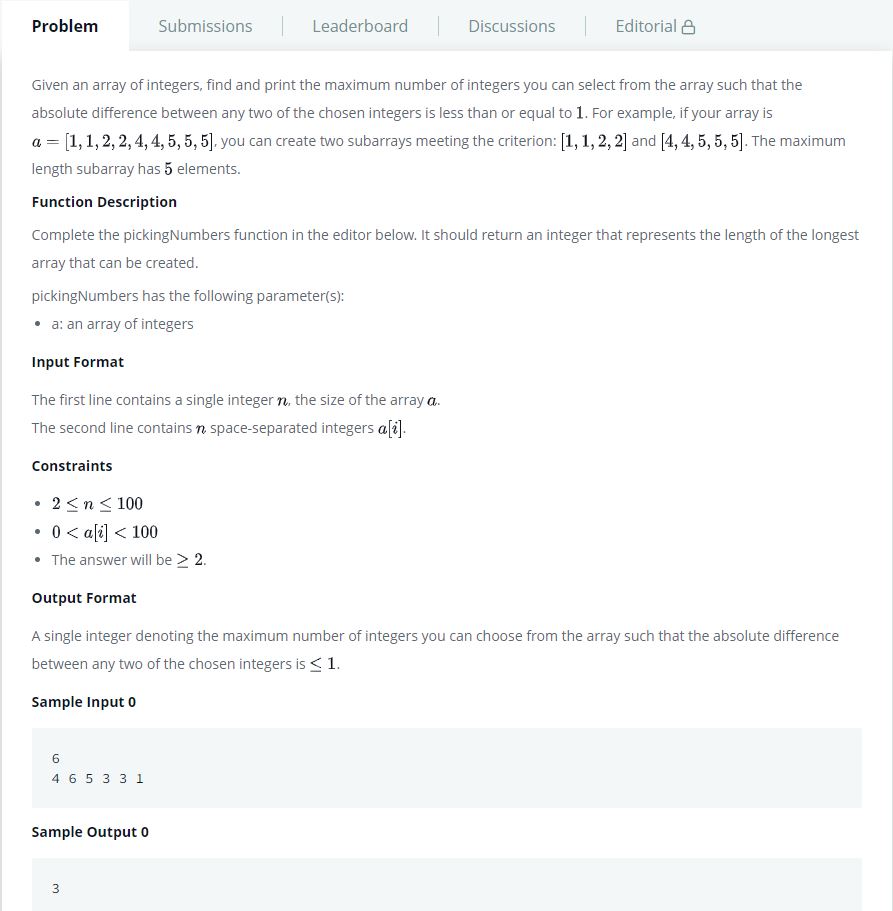 Problem Submissions Leaderboard Discussions Editorial
Given an array of integers, find and print the maximum number of integers you can select from the array such that the
absolute difference between any two of the chosen integers is less than or equal to 1. For example, if your array is
a = [1, 1, 2, 2, 4, 4, 5, 5, 5], you can create two subarrays meeting the criterion: [1, 1, 2, 2] and [4, 4, 5, 5, 5]. The maximum
length subarray has 5 elements.
Function Description
Complete the pickingNumbers function in the editor below. It should return an integer that represents the length of the longest
array that can be created.
pickingNumbers has the following parameter(s):
• a: an array of integers
Input Format
The first line contains a single integer n, the size of the array a.
The second line contains n space-separated integers a[i].
Constraints
• 2 ≤ n ≤ 100
• 0 < a[i] < 100
• The answer will be ≥ 2.
Output Format
A single integer denoting the maximum number of integers you can choose from the array such that the absolute difference
between any two of the chosen integers is ≤ 1.
Sample Input 0
6
4 6 5 3 3 1
Sample Output 0
3